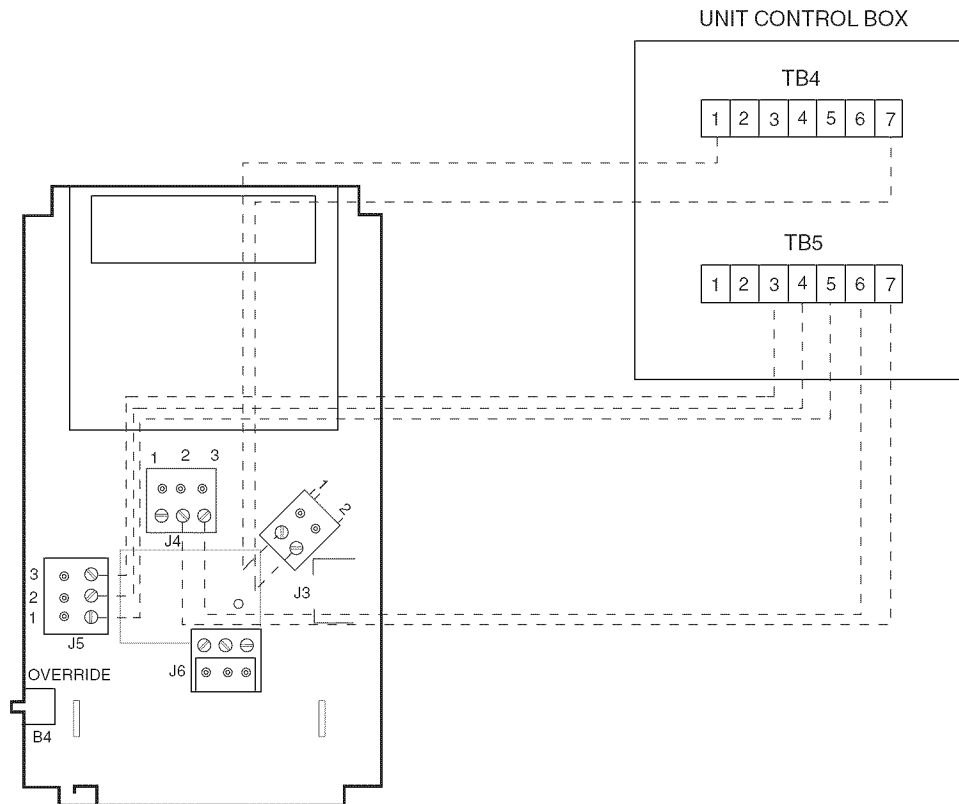 UNIT CONTROL BOX
TB4
1 2 3 4 5 6 7
TB5
1 2 3 4 5 6 7
1 2 3
J4
1
2
J3
3
2
1
J5
J6
OVERRIDE
B4